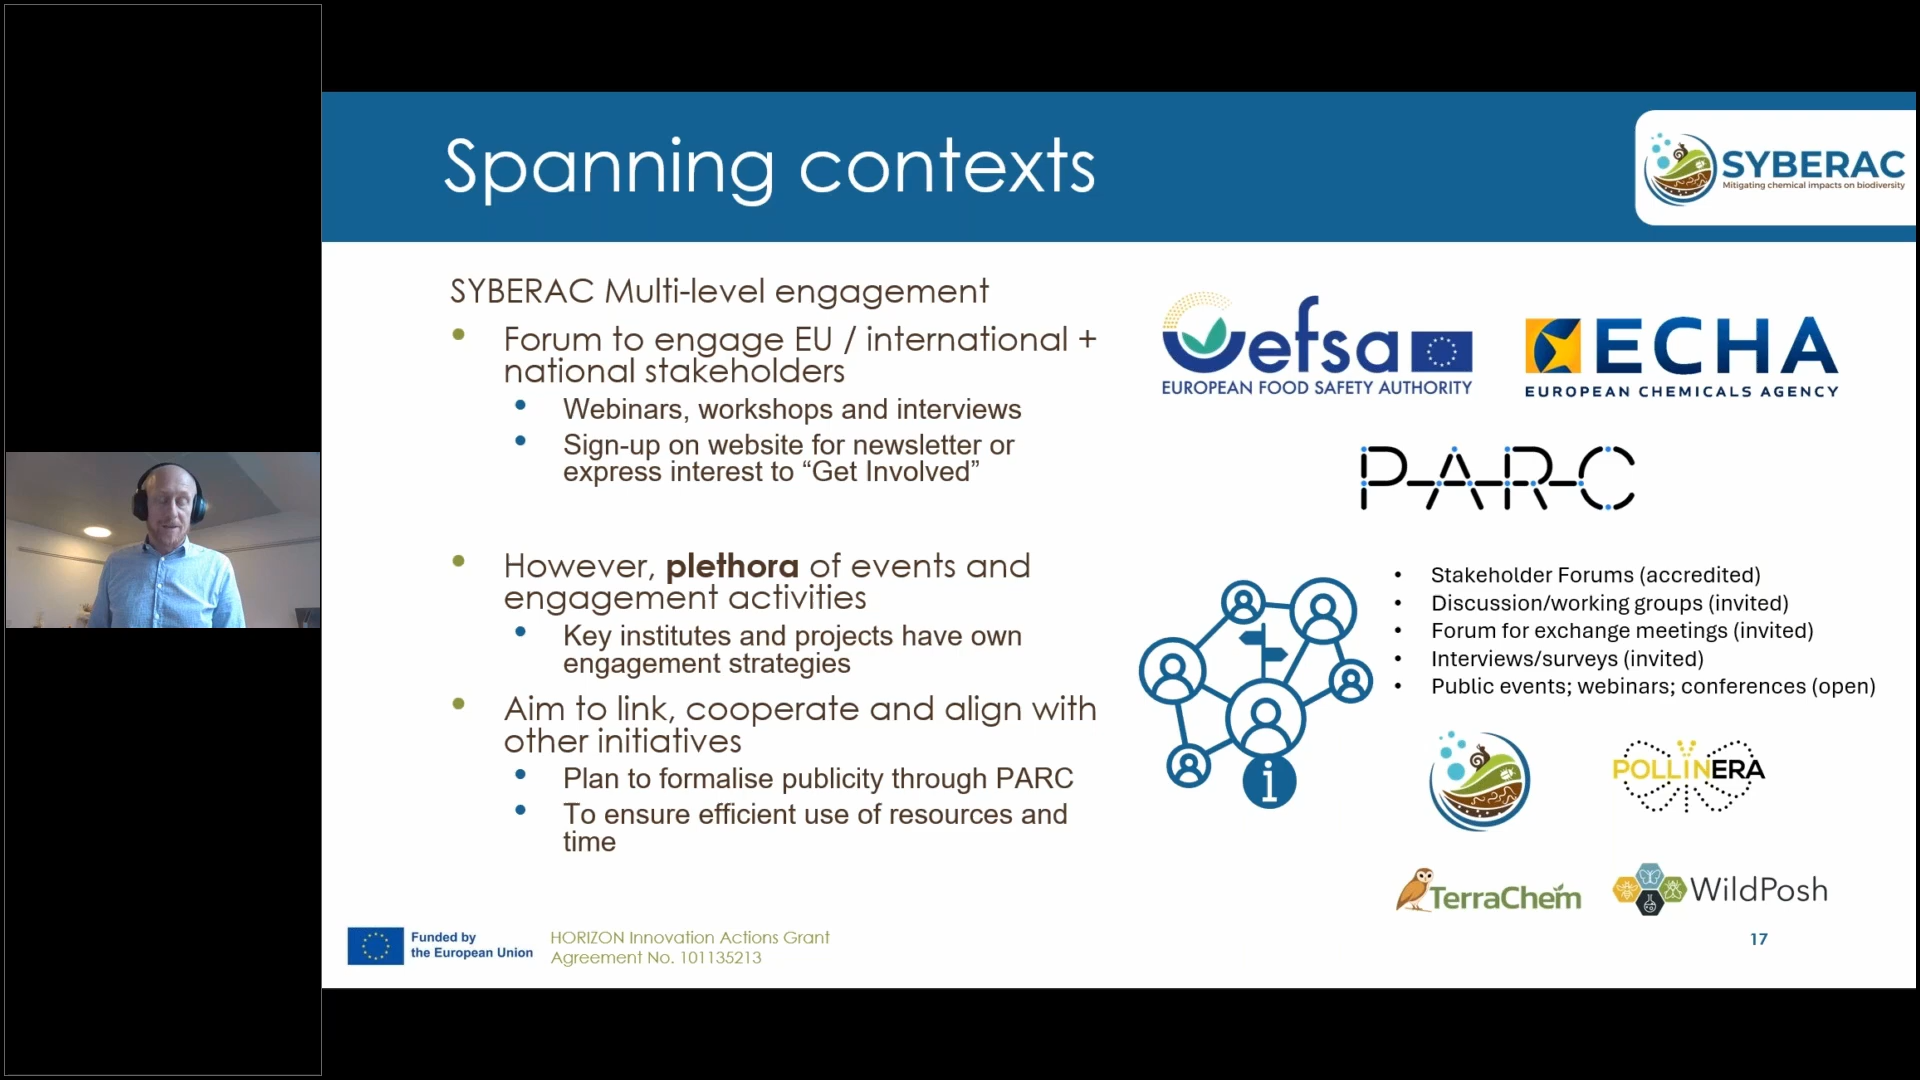 Spanning contexts
SYBERAC
Mitigating chemical impacts on biodiversity
SYBERAC Multi-level engagement
• Forum to engage EU / international +
national stakeholders
• Webinars, workshops and interviews
• Sign-up on website for newsletter or
express interest to “Get Involved”
• However, plethora of events and
engagement activities
• Key institutes and projects have own
engagement strategies
• Aim to link, cooperate and align with
other initiatives
• Plan to formalise publicity through PARC
• To ensure efficient use of resources and
time
efsa
EUROPEAN FOOD SAFETY AUTHORITY
ECHA
EUROPEAN CHEMICALS AGENCY
PARC
• Stakeholder Forums (accredited)
• Discussion/working groups (invited)
• Forum for exchange meetings (invited)
• Interviews/surveys (invited)
• Public events; webinars; conferences (open)
i
POLLINERA
TerraChem
WildPosh
Funded by
the European Union
HORIZON Innovation Actions Grant
Agreement No. 101135213
17